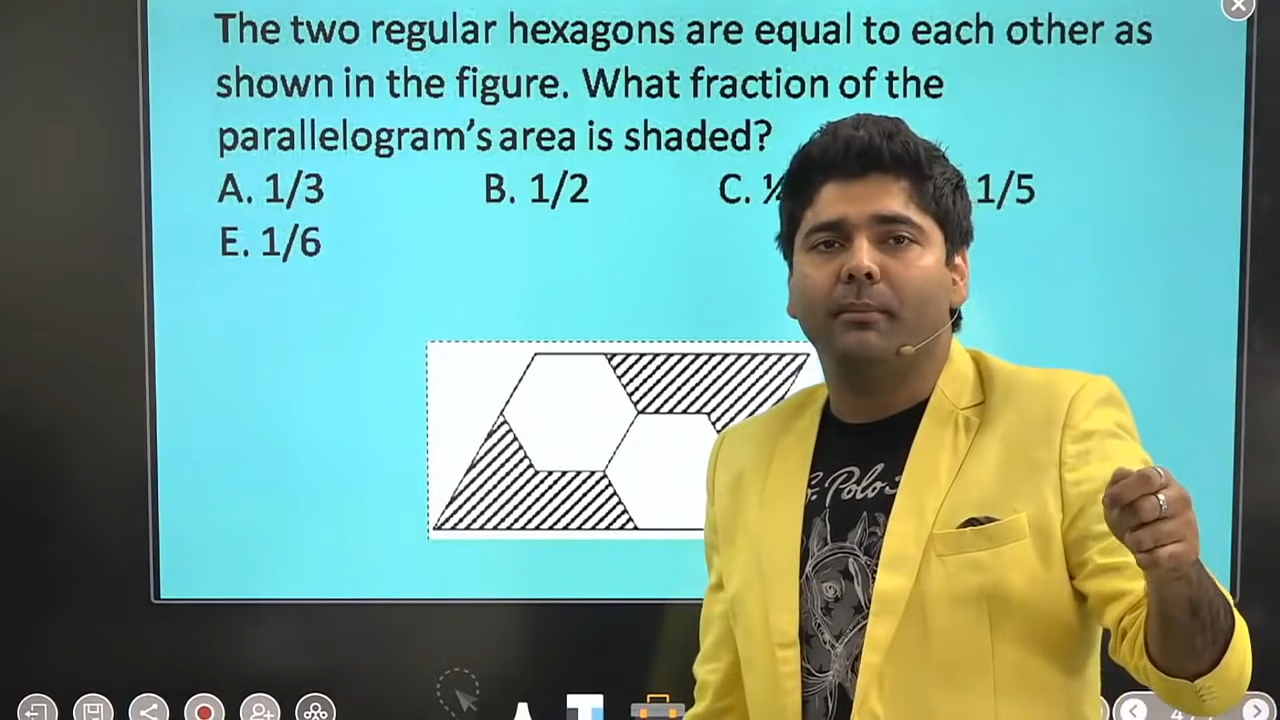 The two regular hexagons are equal to each other as
shown in the figure. What fraction of the
parallelogram's area is shaded?
A. 1/3 B. 1/2 C. 1/5
E. 1/6
Polo